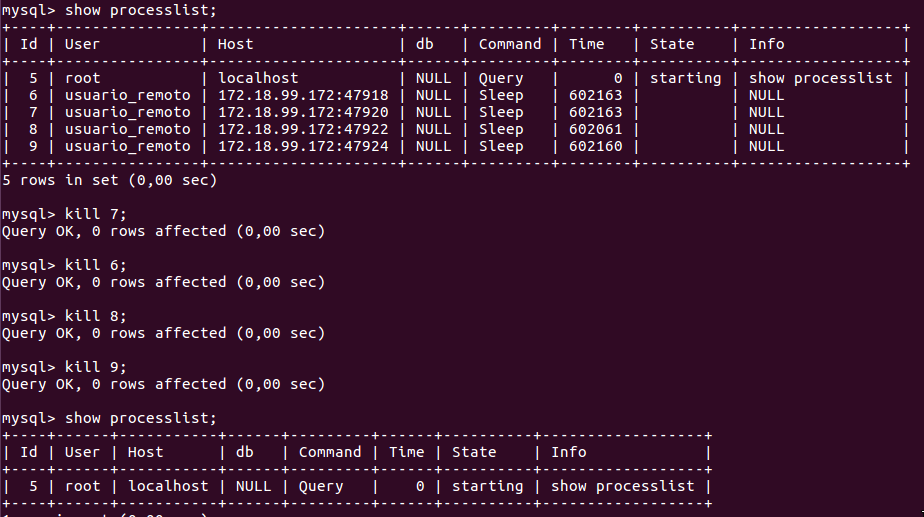 mysql> show processlist;
+----+----------------+---------------------+------+---------+--------+----------+------------------+
| Id | User           | Host                | db   | Command | Time   | State    | Info             |
+----+----------------+---------------------+------+---------+--------+----------+------------------+
|  5 | root           | localhost           | NULL | Query   |      0 | starting | show processlist |
|  6 | usuario_remoto | 172.18.99.172:47918 | NULL | Sleep   | 602163 |          | NULL             |
|  7 | usuario_remoto | 172.18.99.172:47920 | NULL | Sleep   | 602163 |          | NULL             |
|  8 | usuario_remoto | 172.18.99.172:47922 | NULL | Sleep   | 602061 |          | NULL             |
|  9 | usuario_remoto | 172.18.99.172:47924 | NULL | Sleep   | 602160 |          | NULL             |
+----+----------------+---------------------+------+---------+--------+----------+------------------+
5 rows in set (0,00 sec)
mysql> kill 7;
Query OK, 0 rows affected (0,00 sec)
mysql> kill 6;
Query OK, 0 rows affected (0,00 sec)
mysql> kill 8;
Query OK, 0 rows affected (0,00 sec)
mysql> kill 9;
Query OK, 0 rows affected (0,00 sec)
mysql> show processlist;
+----+------+-----------+------+---------+------+----------+------------------+
| Id | User | Host      | db   | Command | Time | State    | Info             |
+----+------+-----------+------+---------+------+----------+------------------+
|  5 | root | localhost | NULL | Query   |    0 | starting | show processlist |
+----+------+-----------+------+---------+------+----------+------------------+